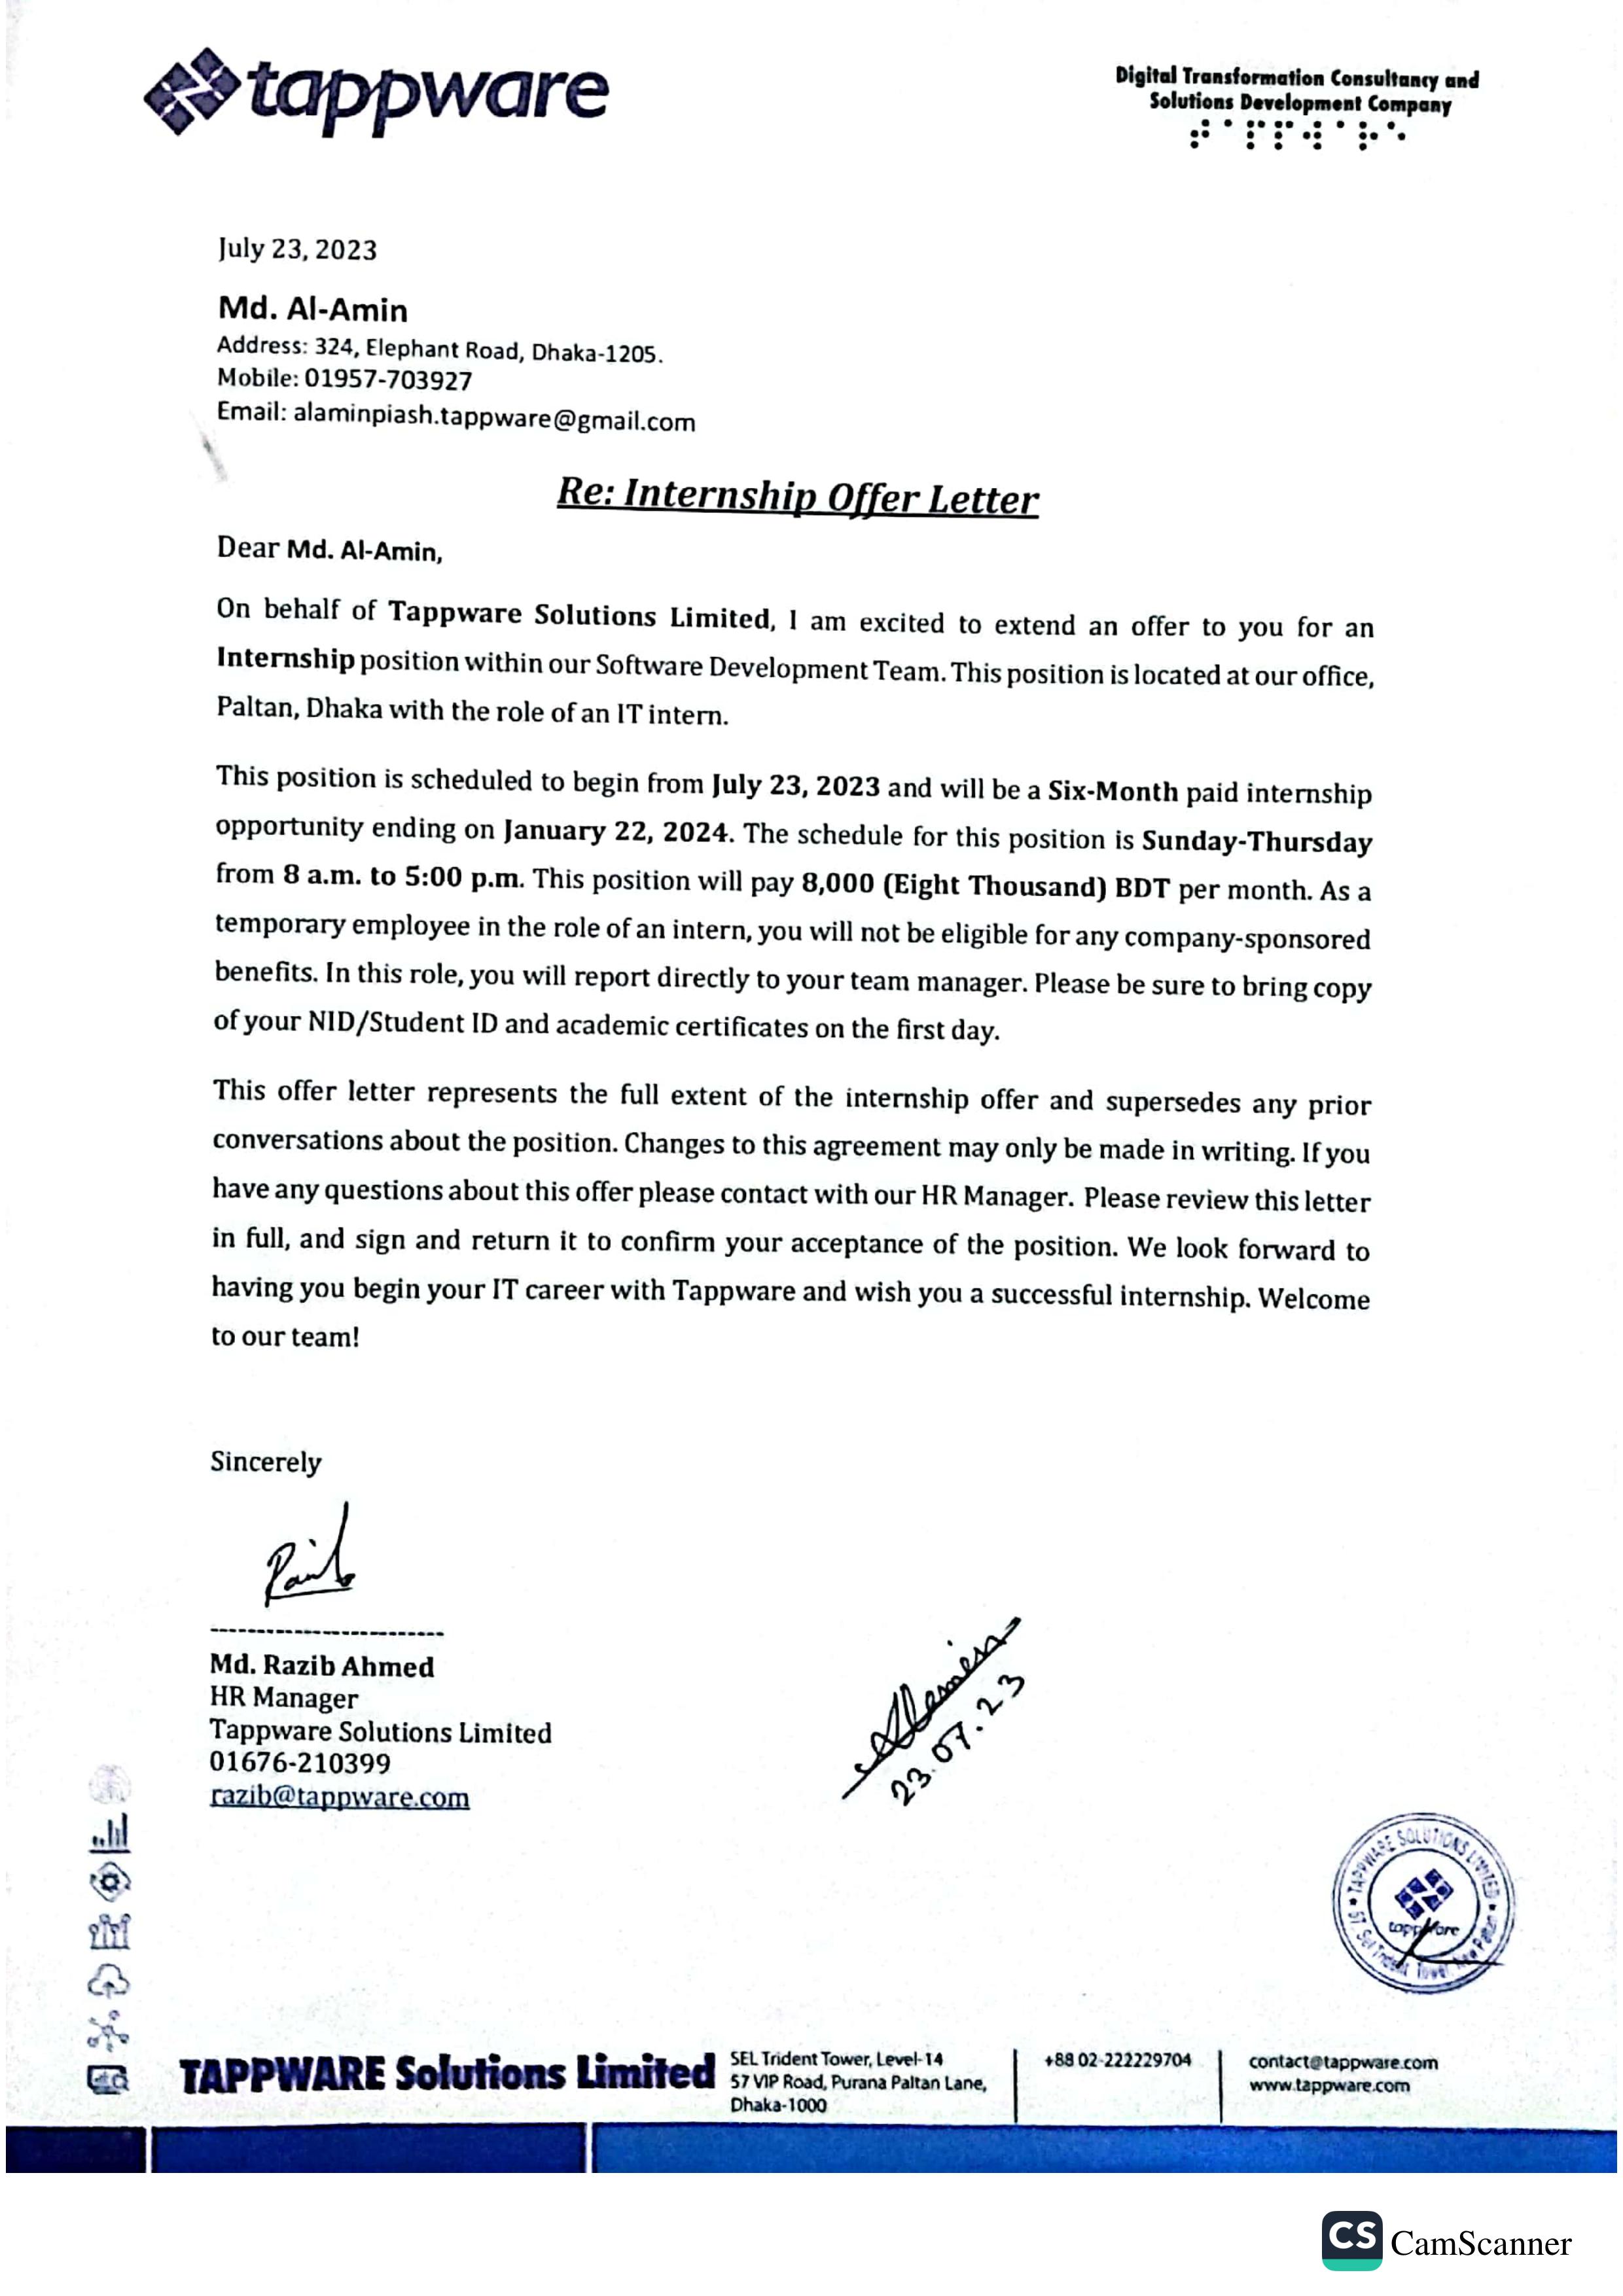 tappware
Digital Transformation Consultancy and
Solutions Development Company
⠞⠁⠏⠏⠺⠁⠗⠑
July 23, 2023
Md. Al-Amin
Address: 324, Elephant Road, Dhaka-1205.
Mobile: 01957-703927
Email: alaminpiash.tappware@gmail.com
Re: Internship Offer Letter
Dear Md. Al-Amin,
On behalf of Tappware Solutions Limited, I am excited to extend an offer to you for an
Internship position within our Software Development Team. This position is located at our office,
Paltan, Dhaka with the role of an IT intern.
This position is scheduled to begin from July 23, 2023 and will be a Six-Month paid internship
opportunity ending on January 22, 2024. The schedule for this position is Sunday-Thursday
from 8 a.m. to 5:00 p.m. This position will pay 8,000 (Eight Thousand) BDT per month. As a
temporary employee in the role of an intern, you will not be eligible for any company-sponsored
benefits. In this role, you will report directly to your team manager. Please be sure to bring copy
of your NID/Student ID and academic certificates on the first day.
This offer letter represents the full extent of the internship offer and supersedes any prior
conversations about the position. Changes to this agreement may only be made in writing. If you
have any questions about this offer please contact with our HR Manager. Please review this letter
in full, and sign and return it to confirm your acceptance of the position. We look forward to
having you begin your IT career with Tappware and wish you a successful internship. Welcome
to our team!
Sincerely
-------------------------
Md. Razib Ahmed
HR Manager
Tappware Solutions Limited
01676-210399
razib@tappware.com
Alamin
23.07.23
TAPPWARE SOLUTIONS LIMITED
tappware
57, Sel Trident Tower, Paltan
TAPPWARE Solutions Limited
SEL Trident Tower, Level-14
57 VIP Road, Purana Paltan Lane,
Dhaka-1000
+88 02-222229704
contact@tappware.com
www.tappware.com
CS CamScanner